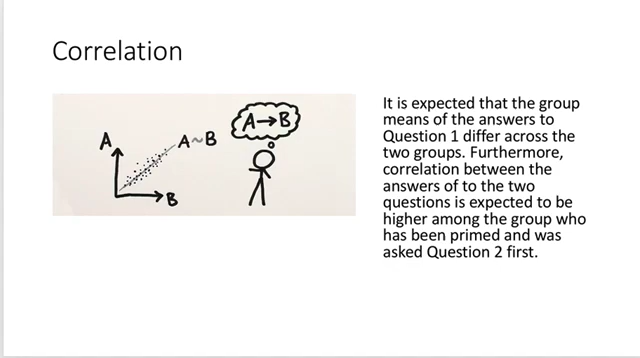 Correlation
A
A~B
B
A→B
It is expected that the group
means of the answers to
Question 1 differ across the
two groups. Furthermore,
correlation between the
answers of to the two
questions is expected to be
higher among the group who
has been primed and was
asked Question 2 first.